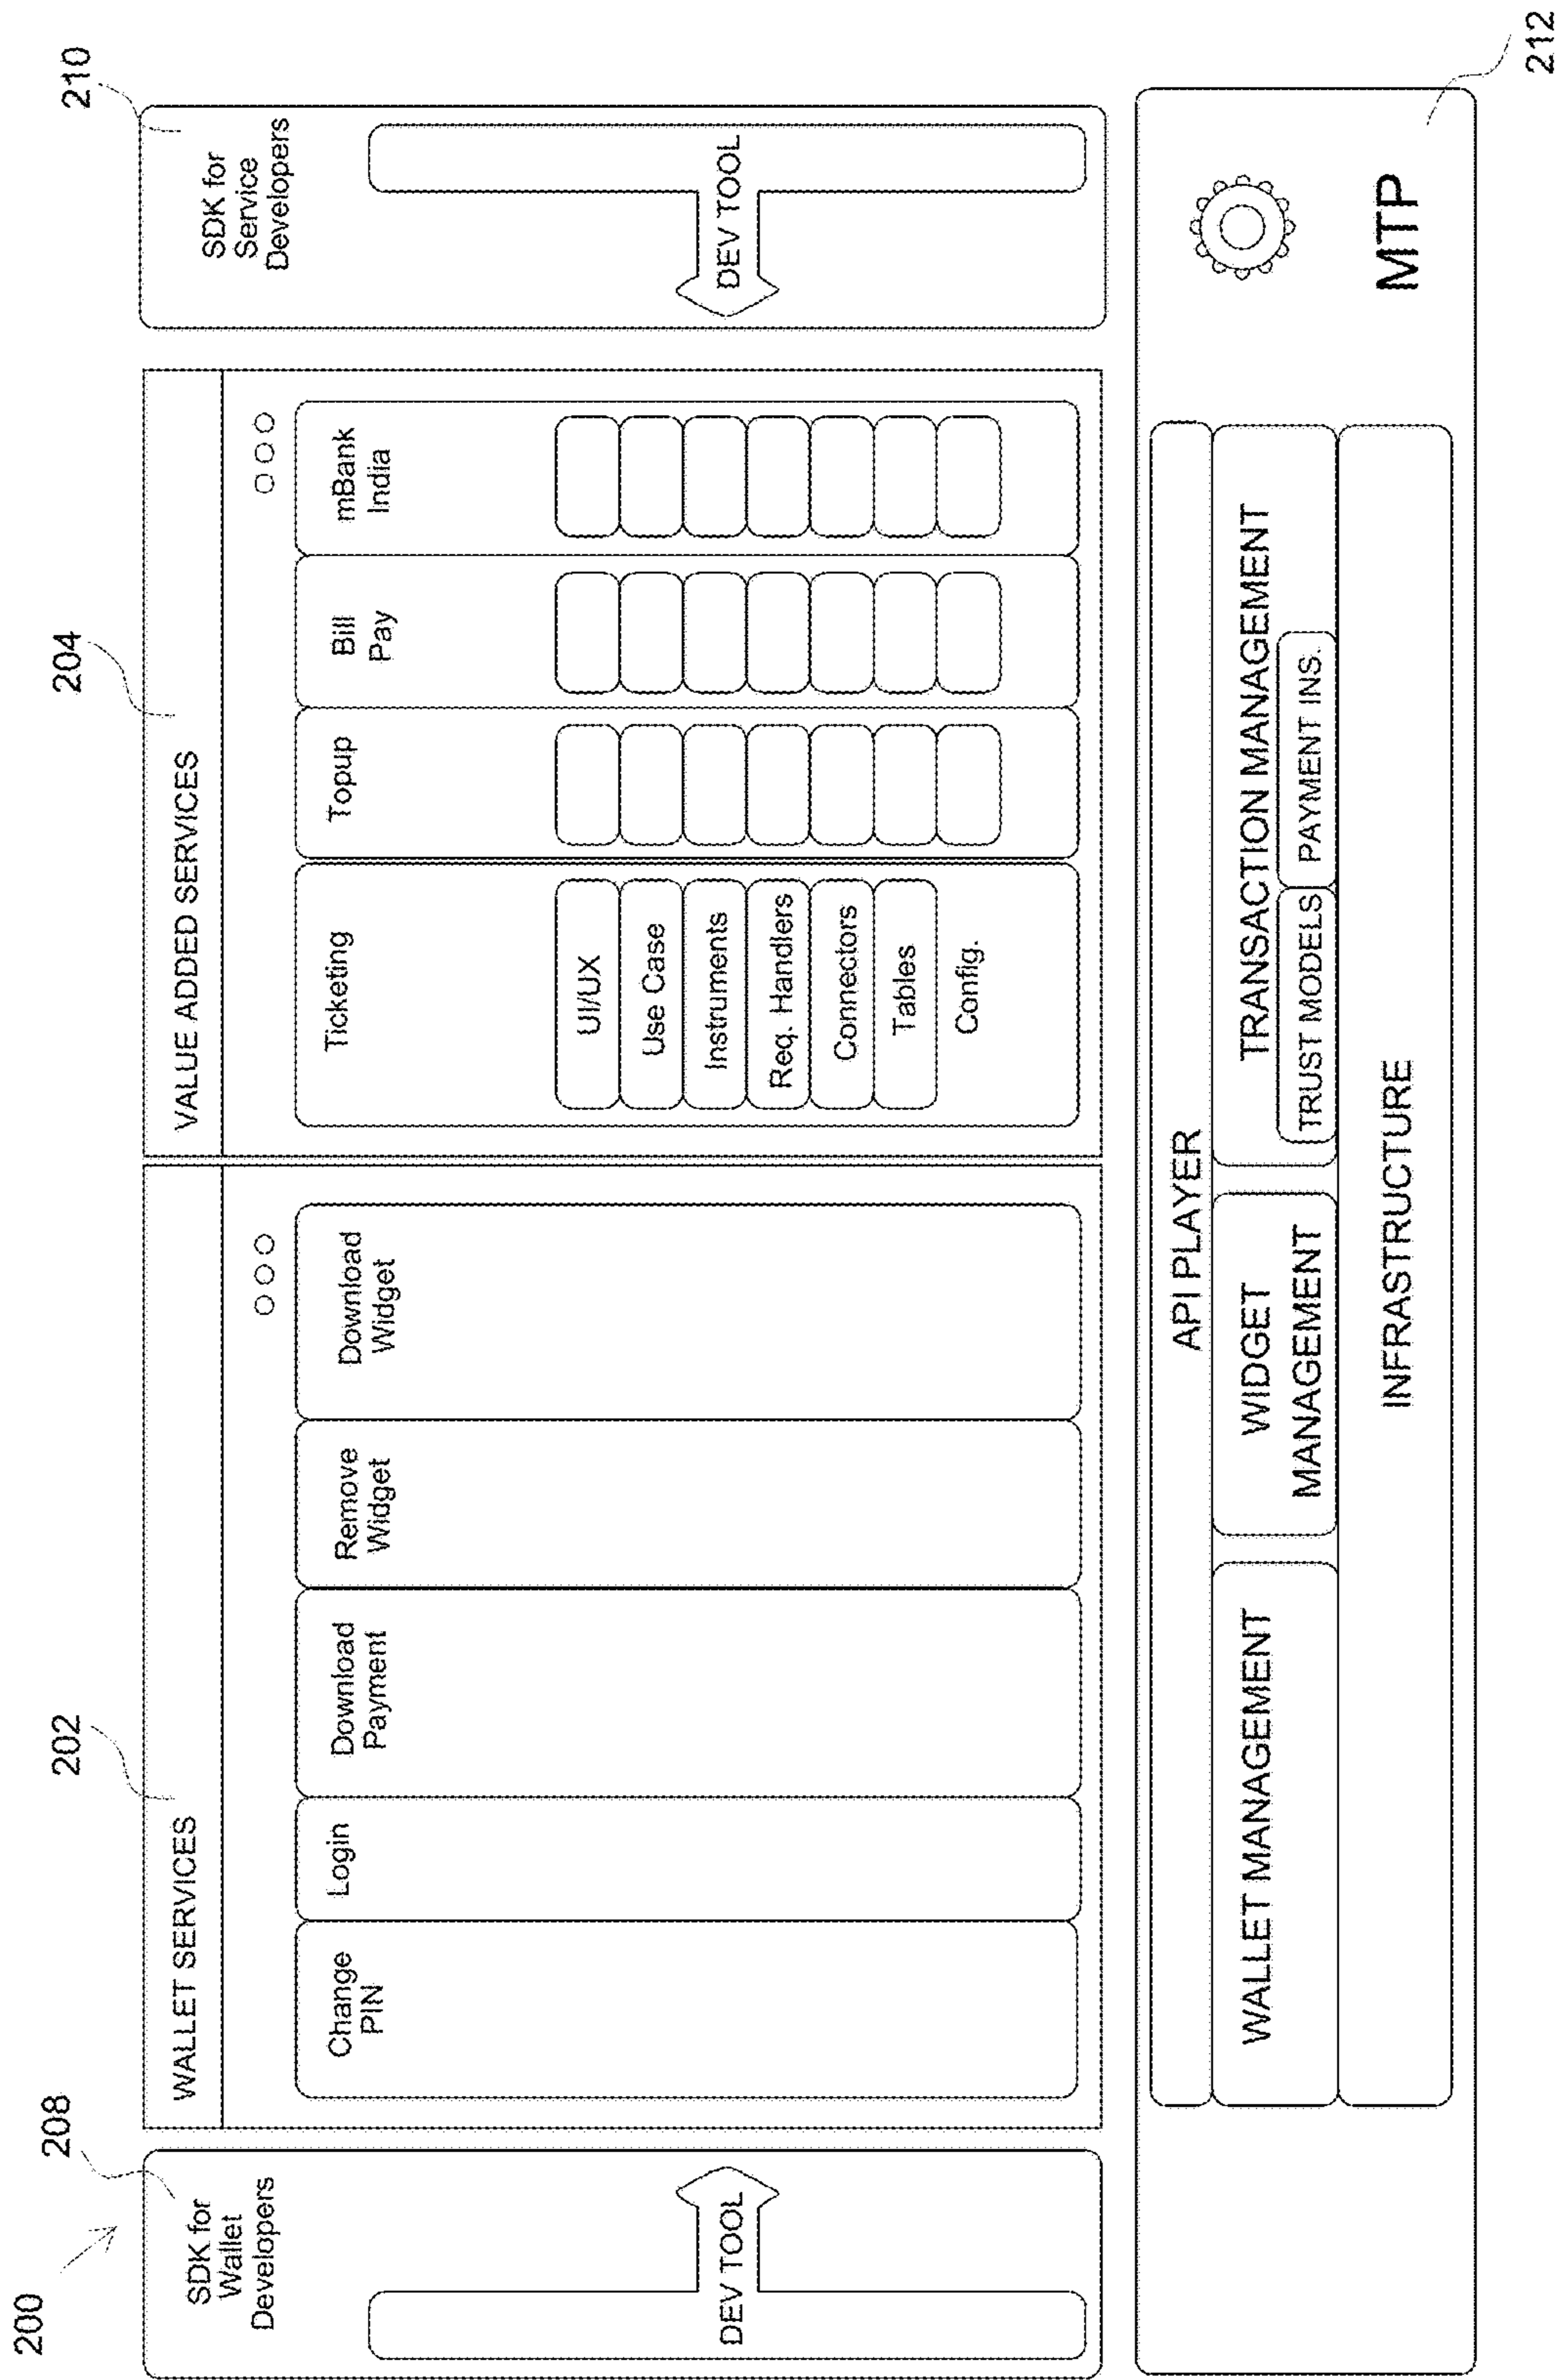 200
208
202
204
210
SDK for
Wallet
Developers
DEV TOOL
WALLET SERVICES
Change
PIN
Login
Download
Payment
Remove
Widget
Download
Widget
VALUE ADDED SERVICES
Ticketing
UI/UX
Use Case
Instruments
Req. Handlers
Connectors
Tables
Config.
Topup
Bill
Pay
mBank
India
SDK for
Service
Developers
DEV TOOL
API PLAYER
WALLET MANAGEMENT
WIDGET
MANAGEMENT
TRANSACTION MANAGEMENT
TRUST MODELS
PAYMENT INS.
INFRASTRUCTURE
MTP
212